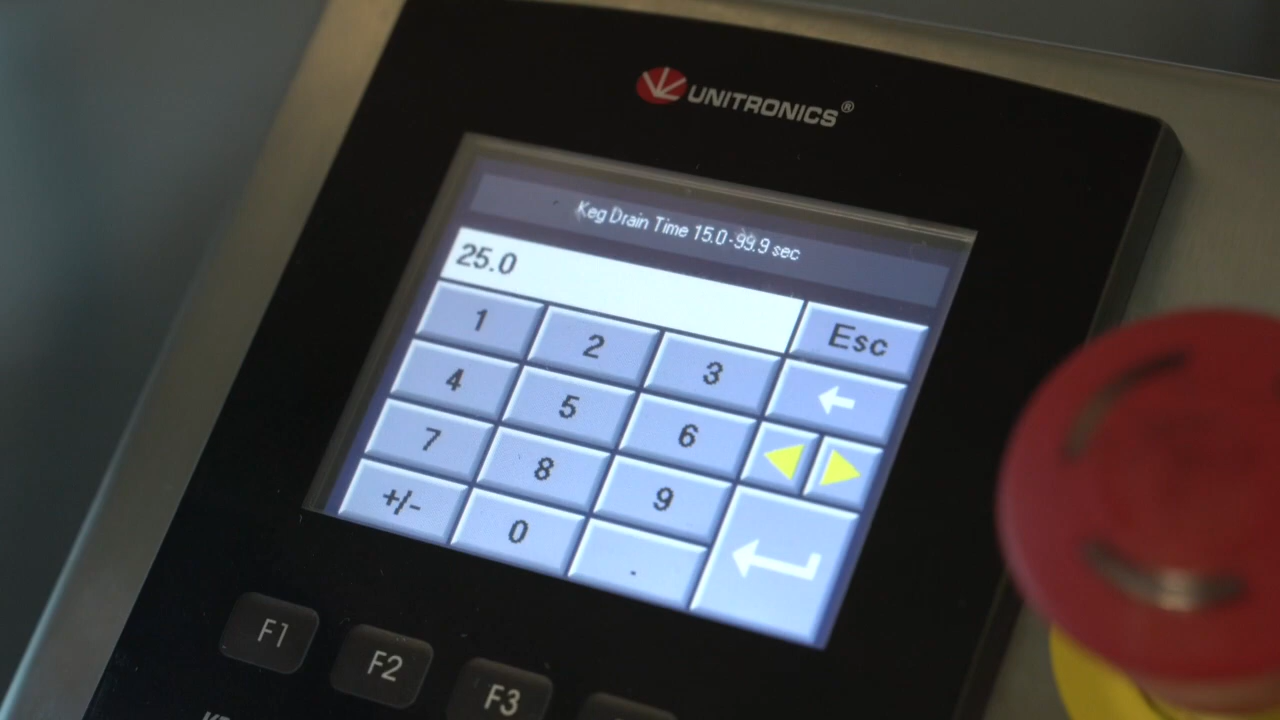 UNITRONICS®
Keg Drain Time 15.0-99.9 sec
25.0
Esc
1 2 3
4 5 6
7 8 9
+/- 0 .
F1 F2 F3